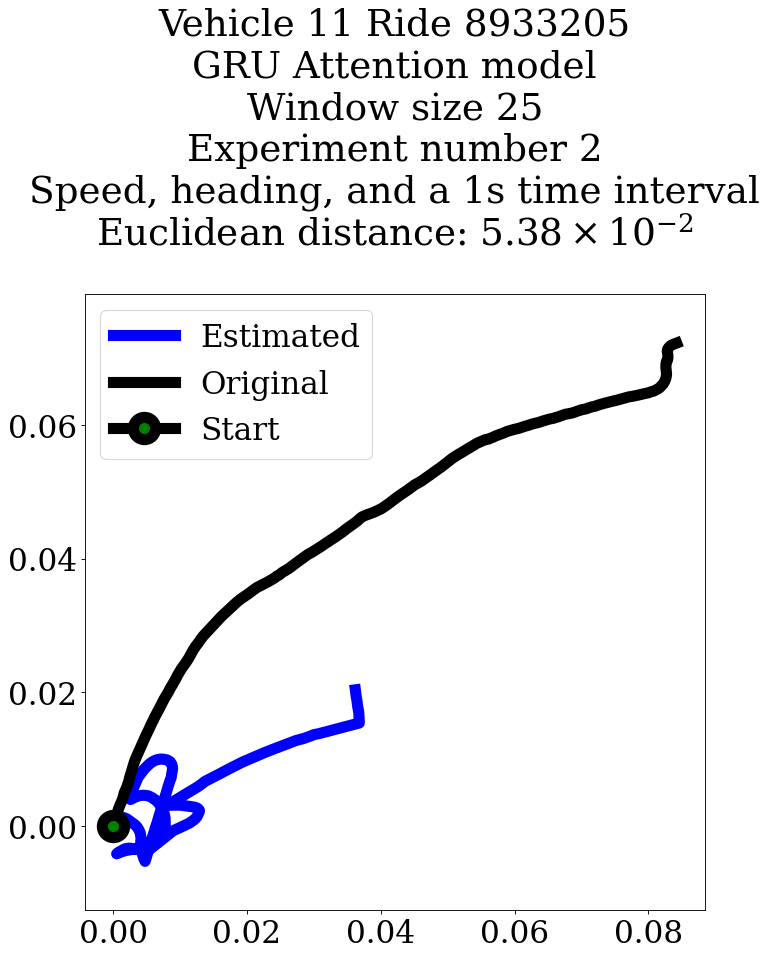 Vehicle 11 Ride 8933205
GRU Attention model
Window size 25
Experiment number 2
Speed, heading, and a 1s time interval
Euclidean distance: 5.38 × 10⁻²
Estimated
Original
Start
0.06
0.04
0.02
0.00
0.00 0.02 0.04 0.06 0.08